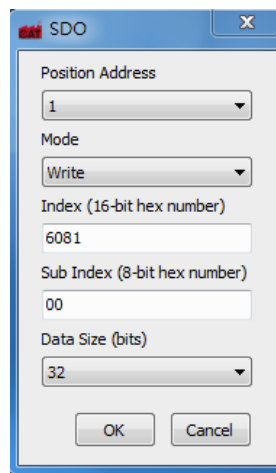 CAT SDO
Position Address
1
Mode
Write
Index (16-bit hex number)
6081
Sub Index (8-bit hex number)
00
Data Size (bits)
32
OK Cancel